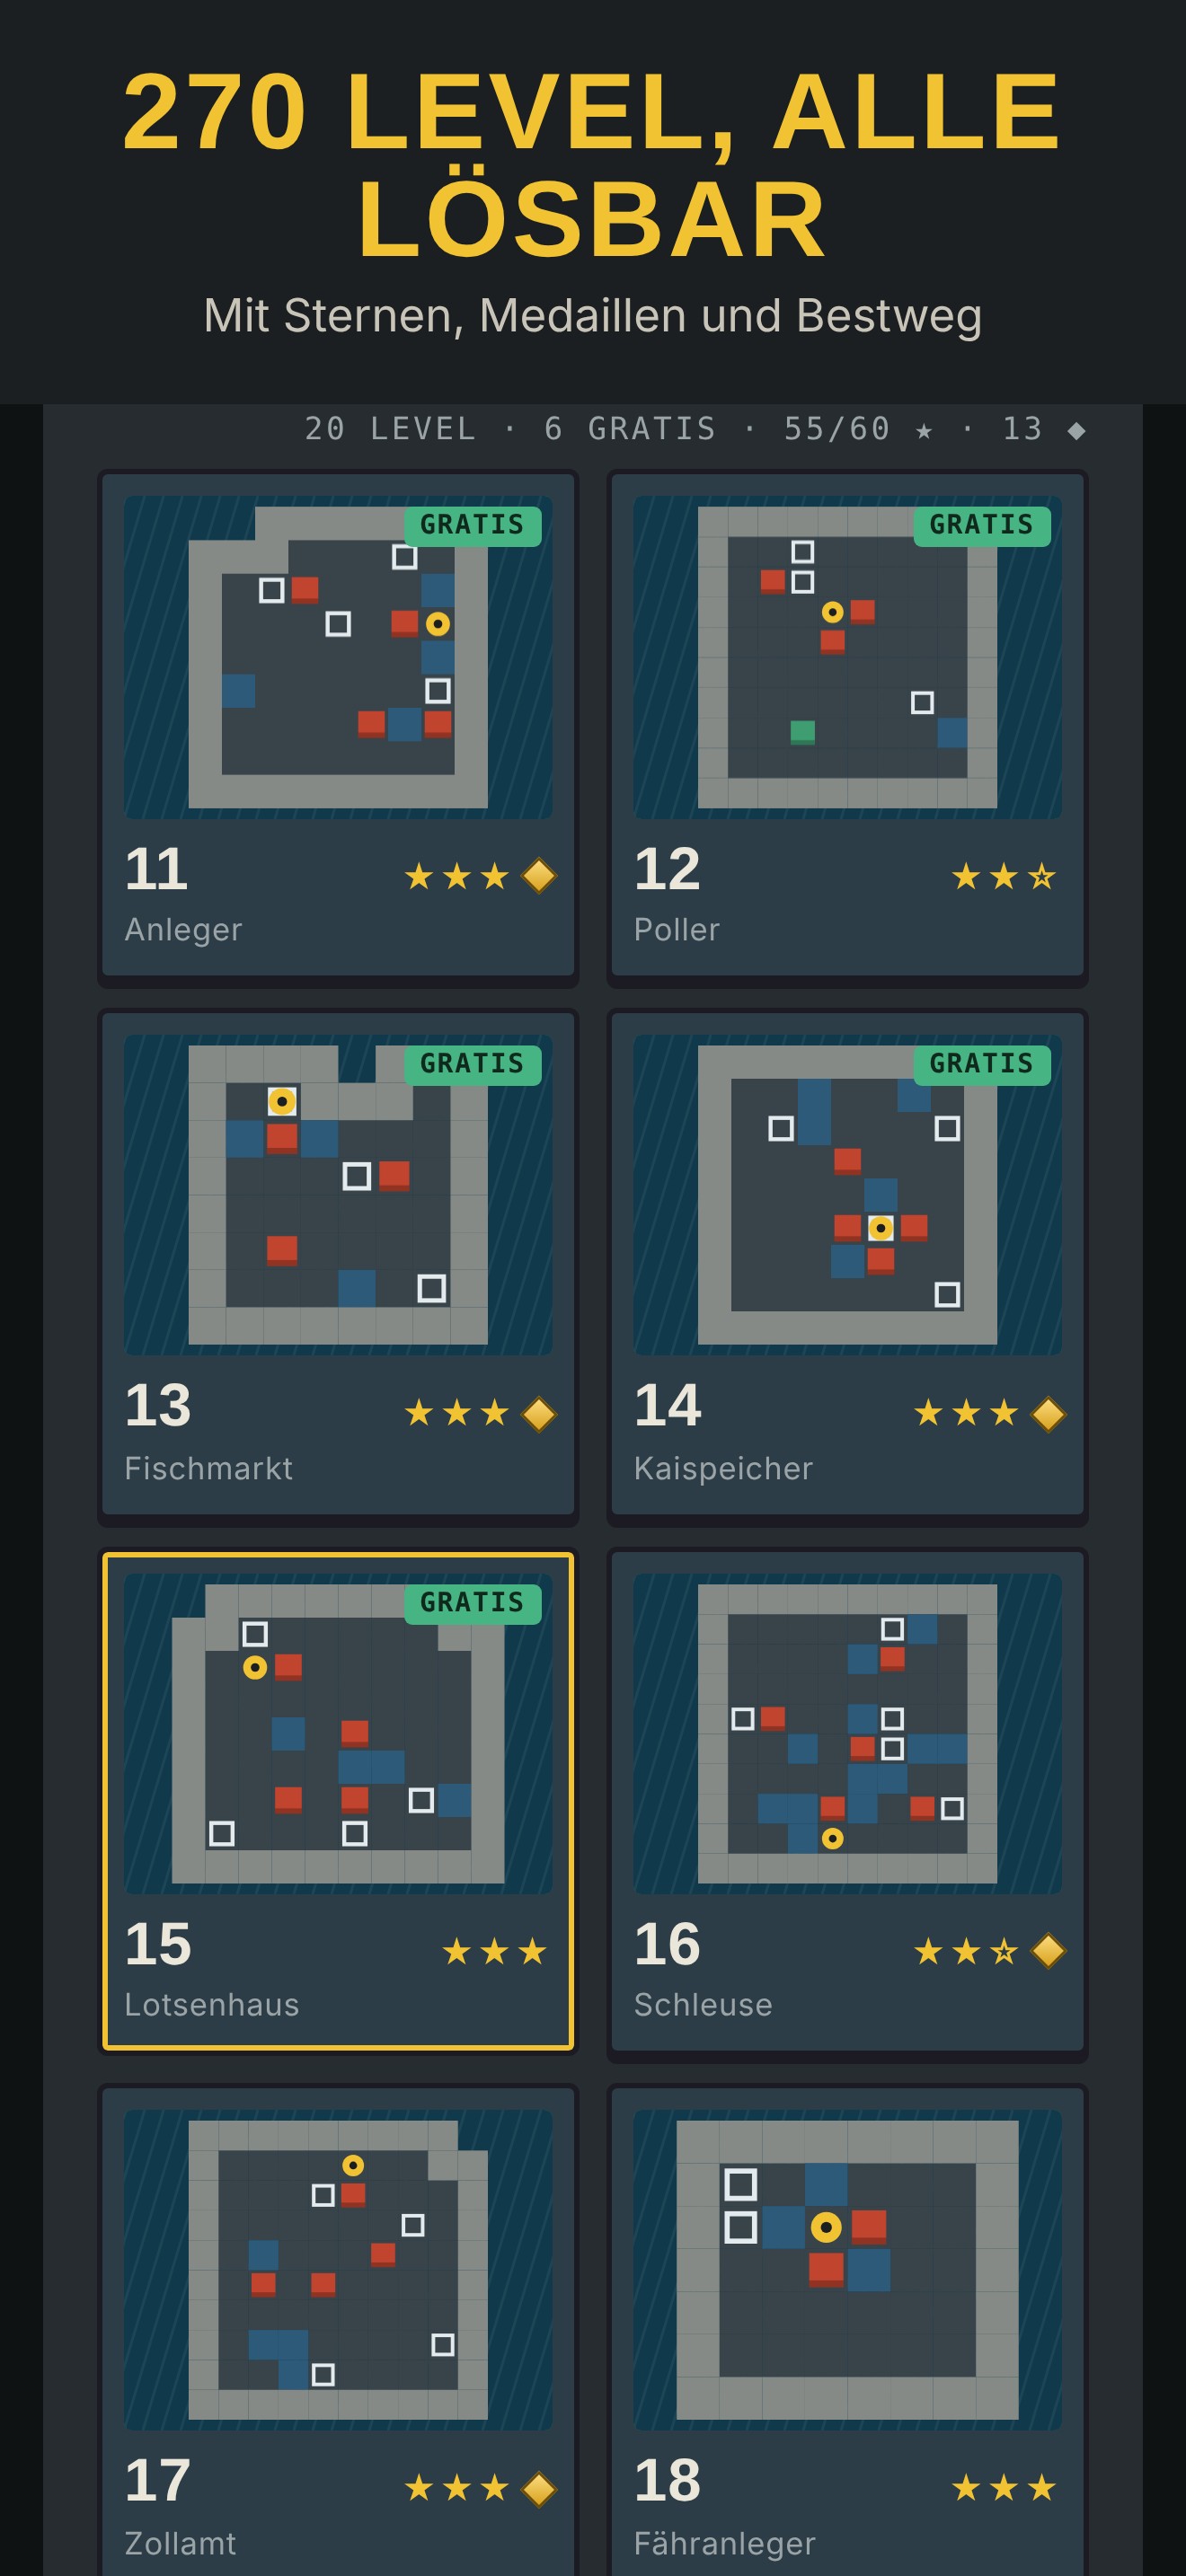 270 LEVEL, ALLE
LÖSBAR
Mit Sternen, Medaillen und Bestweg
20 LEVEL · 6 GRATIS · 55/60 ★ · 13 ◆
GRATIS
GRATIS
11
12
Anleger
Poller
GRATIS
GRATIS
13
14
Fischmarkt
Kaispeicher
GRATIS
15
16
Lotsenhaus
Schleuse
17
18
Zollamt
Fähranleger